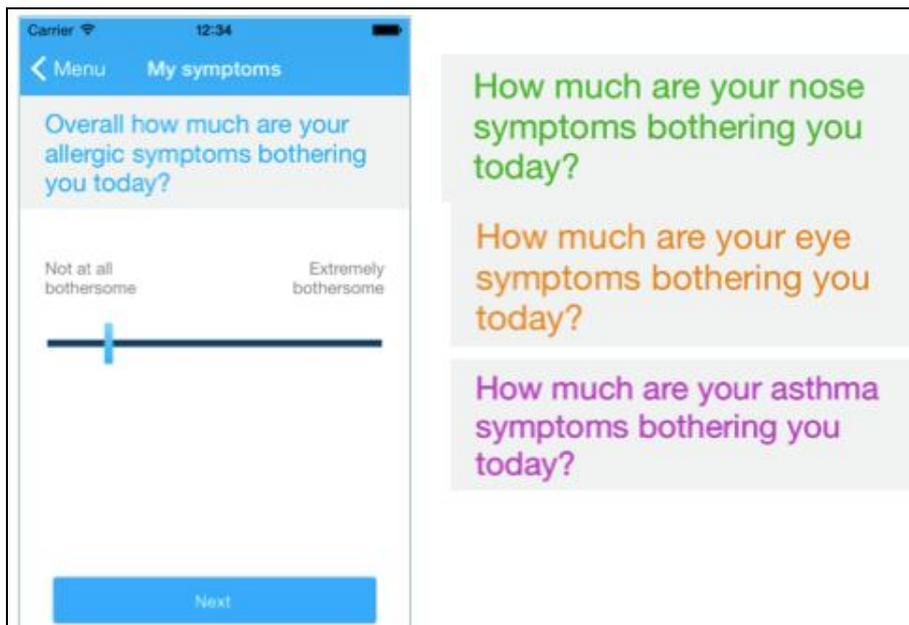 Carrier 12:34
Menu My symptoms
Overall how much are your
allergic symptoms bothering
you today?
Not at all
bothersome
Extremely
bothersome
Next
How much are your nose
symptoms bothering you
today?
How much are your eye
symptoms bothering you
today?
How much are your asthma
symptoms bothering you
today?